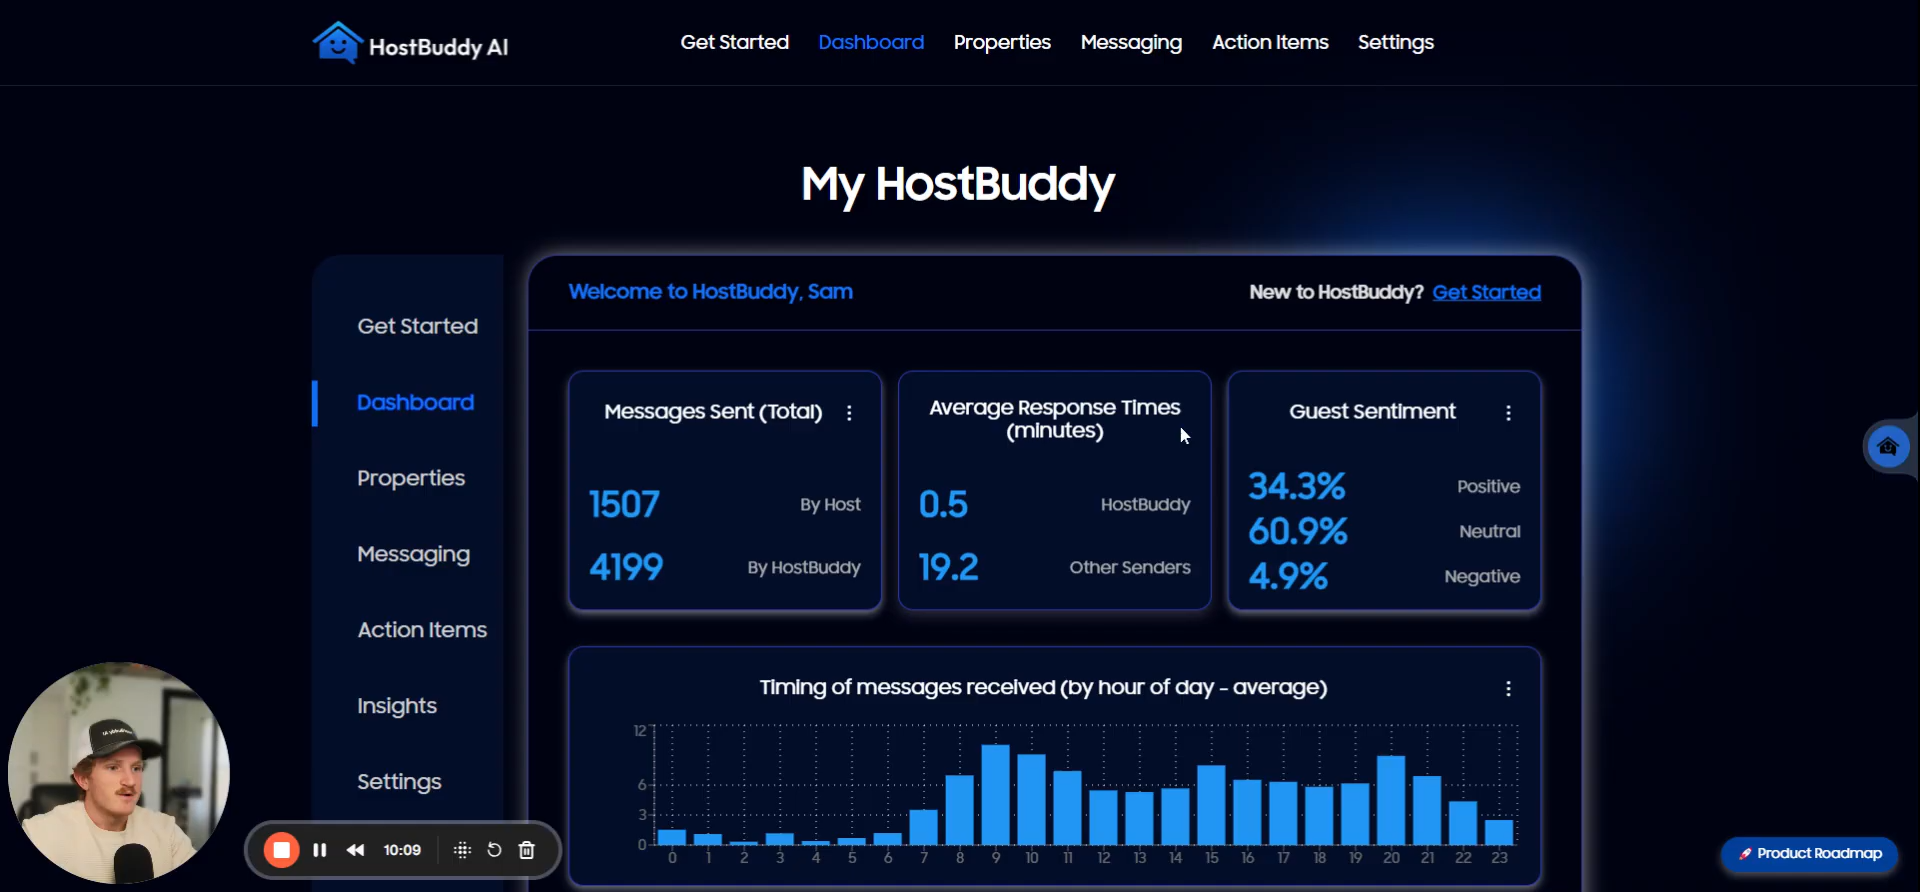 HostBuddy AI
Get Started
Dashboard
Properties
Messaging
Action Items
Settings
My HostBuddy
Get Started
Dashboard
Properties
Messaging
Action Items
Insights
Settings
Welcome to HostBuddy, Sam
New to HostBuddy? Get Started
Messages Sent (Total)
1507 By Host
4199 By HostBuddy
Average Response Times
(minutes)
0.5 HostBuddy
19.2 Other Senders
Guest Sentiment
34.3% Positive
60.9% Neutral
4.9% Negative
Timing of messages received (by hour of day - average)
12
6
3
0
0 1 2 3 4 5 6 7 8 9 10 11 12 13 14 15 16 17 18 19 20 21 22 23
10:09
🚀 Product Roadmap